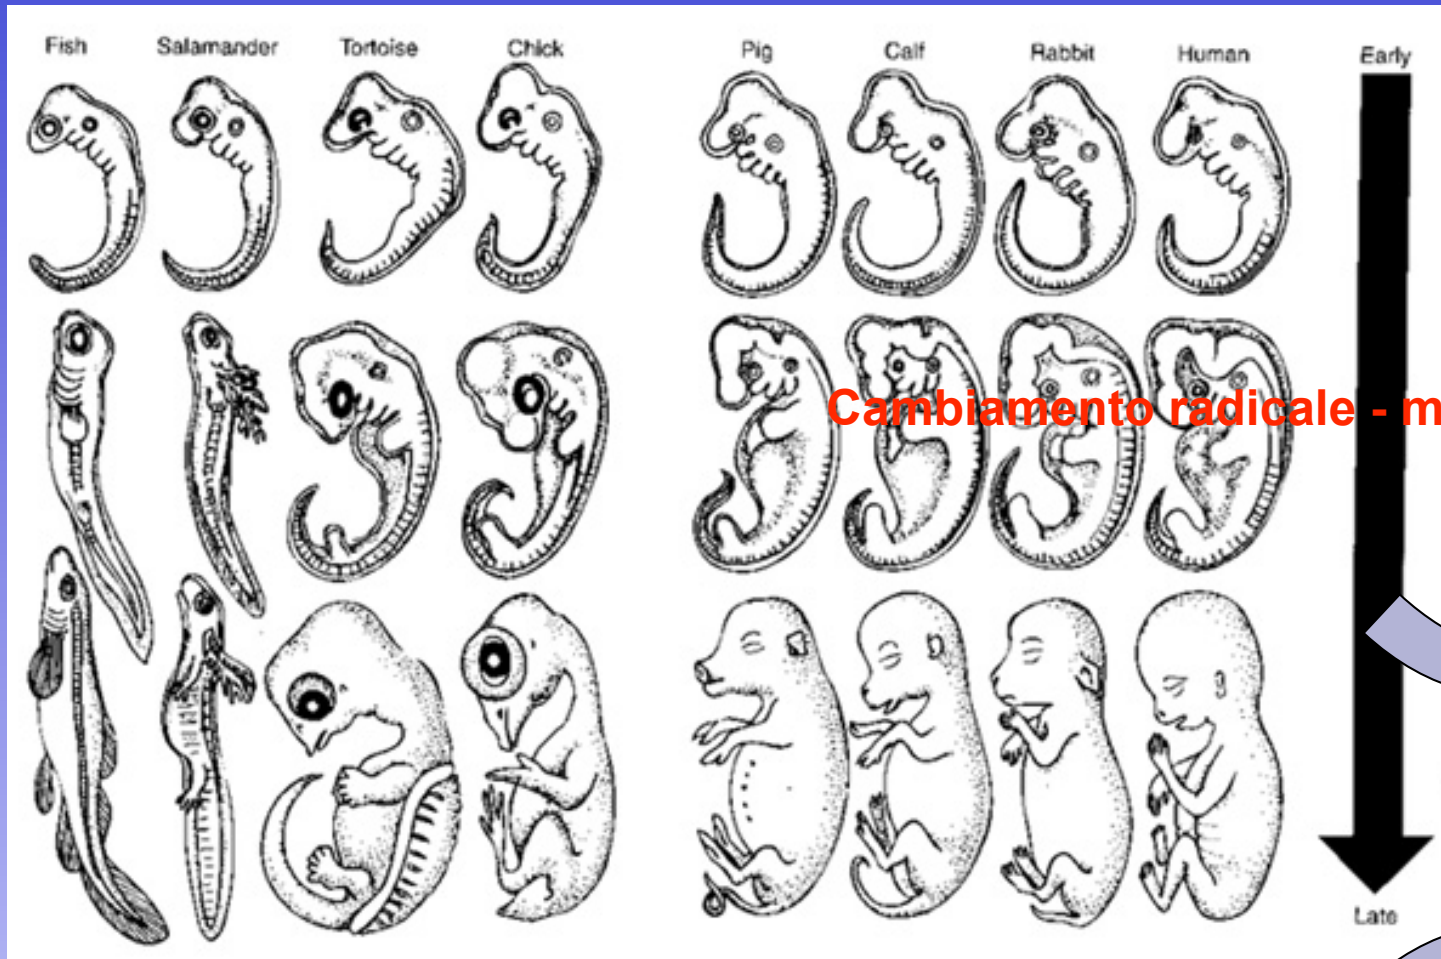 Fish Salamander Tortoise Chick Pig Calf Rabbit Human Early
Cambiamento radicale - m
Late